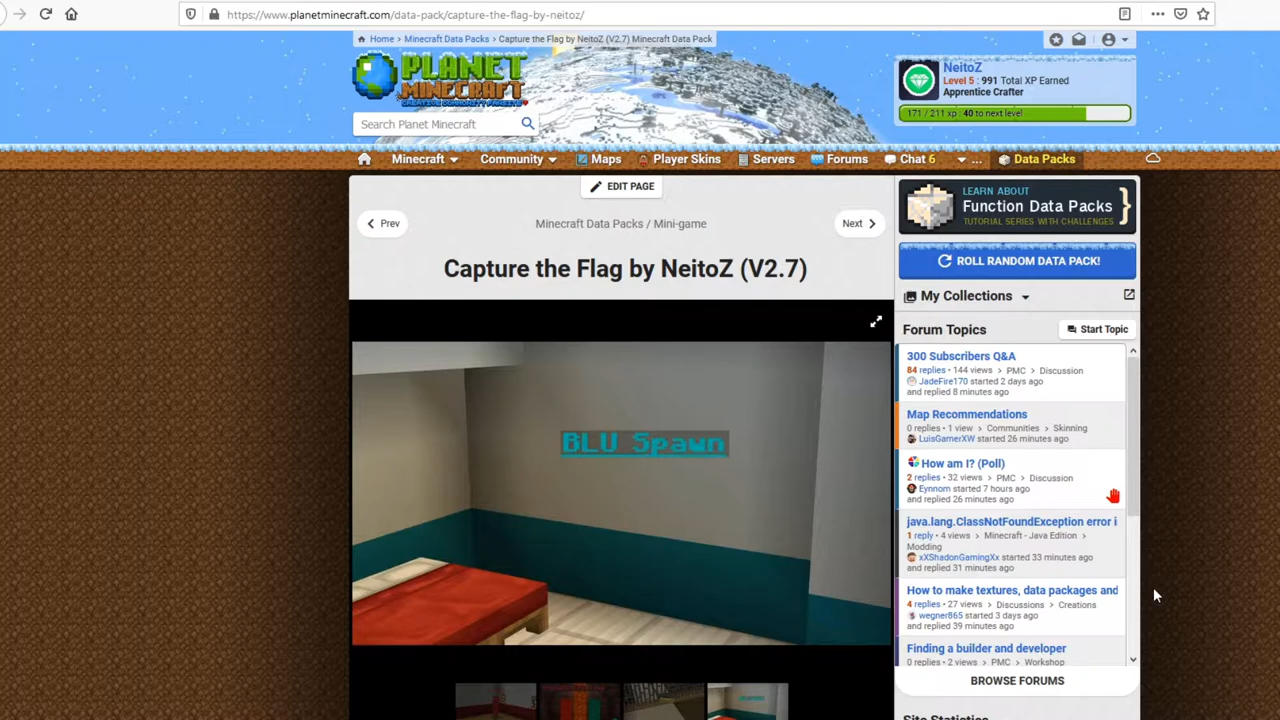 https://www.planetminecraft.com/data-pack/capture-the-flag-by-neitoz/
Home › Minecraft Data Packs › Capture the Flag by NeitoZ (V2.7) Minecraft Data Pack
PLANET
MINECRAFT
CREATIVE COMMUNITY FANSITE
Search Planet Minecraft
NeitoZ
Level 5 : 991 Total XP Earned
Apprentice Crafter
171 / 211 xp : 40 to next level
Minecraft Community Maps Player Skins Servers Forums Chat 6 ... Data Packs
EDIT PAGE
Prev
Minecraft Data Packs / Mini-game
Next
Capture the Flag by NeitoZ (V2.7)
BLU Spawn
LEARN ABOUT
Function Data Packs
TUTORIAL SERIES WITH CHALLENGES
ROLL RANDOM DATA PACK!
My Collections
Forum Topics
Start Topic
300 Subscribers Q&A
84 replies • 144 views › PMC › Discussion
JadeFire170 started 2 days ago
and replied 8 minutes ago
Map Recommendations
0 replies • 1 view › Communities › Skinning
LuisGamerXW started 26 minutes ago
How am I? (Poll)
2 replies • 32 views › PMC › Discussion
Eynnom started 7 hours ago
and replied 26 minutes ago
java.lang.ClassNotFoundException error i
1 reply • 4 views › Minecraft - Java Edition ›
Modding
xXShadonGamingXx started 33 minutes ago
and replied 31 minutes ago
How to make textures, data packages and
4 replies • 27 views › Discussions › Creations
wegner865 started 3 days ago
and replied 39 minutes ago
Finding a builder and developer
0 replies • 2 views › PMC › Workshop
BROWSE FORUMS
Site Statistics